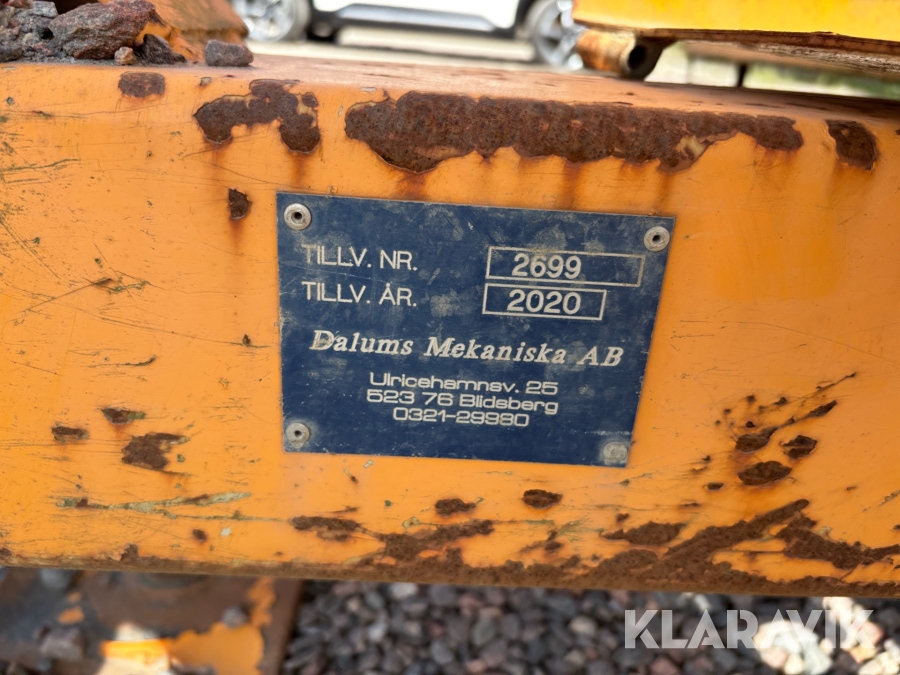 TILLV. NR. 2699
TILLV. ÅR. 2020
Dalums Mekaniska AB
Ulricehamnsv. 25
523 76 Blidsberg
0321-29980
KLARAVIK